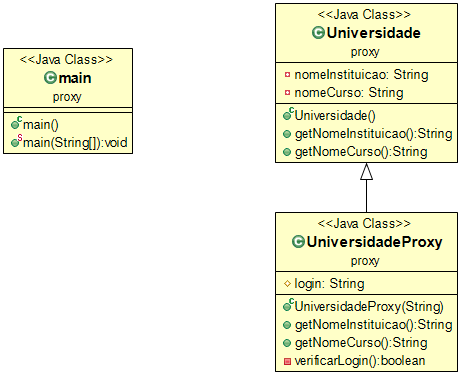 <<Java Class>>
main
proxy
main()
main(String[]):void
<<Java Class>>
Universidade
proxy
nomeInstituicao: String
nomeCurso: String
Universidade()
getNomeInstituicao():String
getNomeCurso():String
<<Java Class>>
UniversidadeProxy
proxy
login: String
UniversidadeProxy(String)
getNomeInstituicao():String
getNomeCurso():String
verificarLogin():boolean